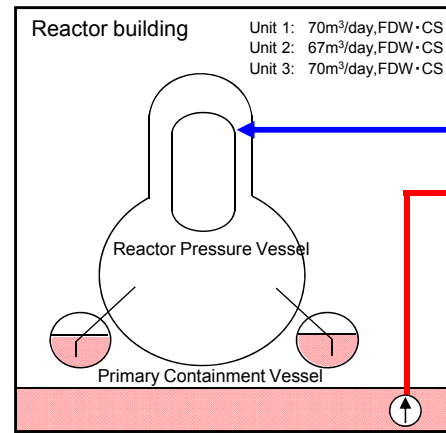 Reactor building
Unit 1: 70m³/day,FDW・CS
Unit 2: 67m³/day,FDW・CS
Unit 3: 70m³/day,FDW・CS
Reactor Pressure Vessel
Primary Containment Vessel